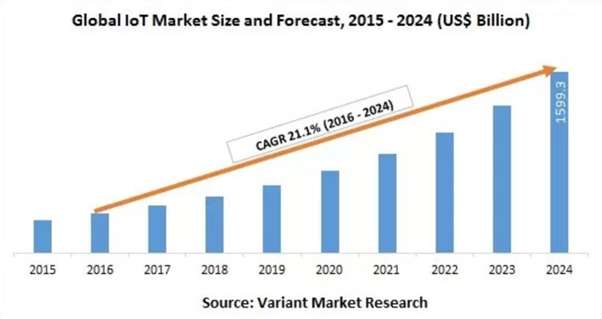 Global IoT Market Size and Forecast, 2015 - 2024 (US$ Billion)
CAGR 21.1% (2016 - 2024)
1599.3
2015 2016 2017 2018 2019 2020 2021 2022 2023 2024
Source: Variant Market Research